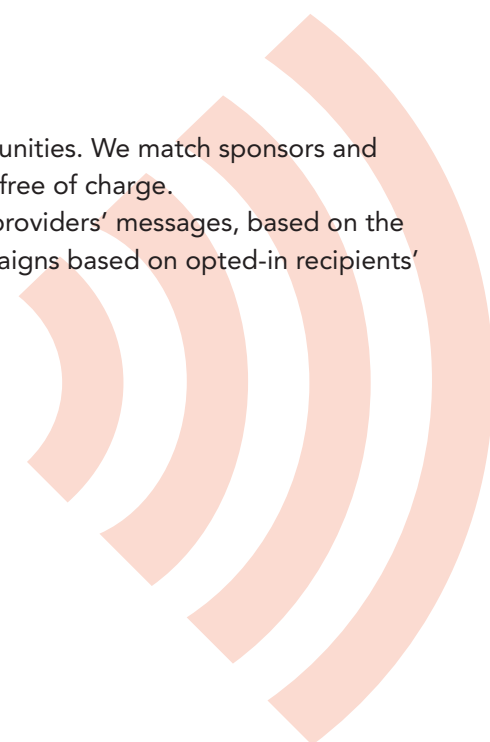 unities. We match sponsors and
free of charge.
providers’ messages, based on the
aigns based on opted-in recipients’